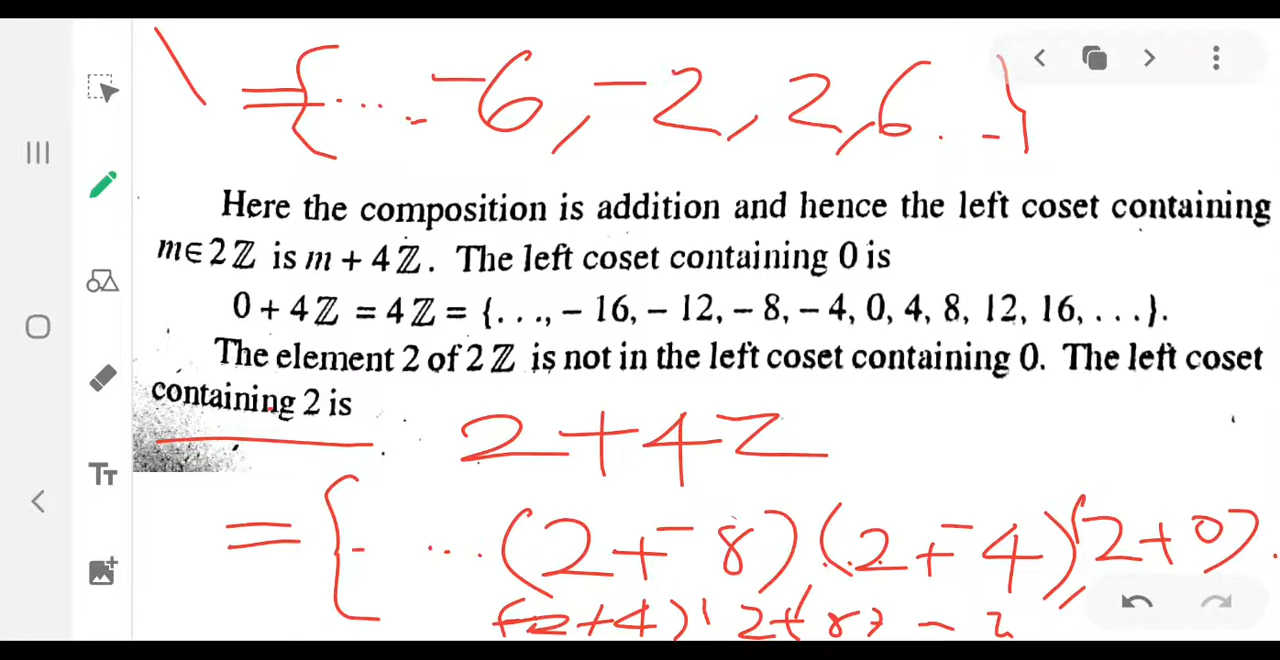 ={... -6, -2, 2, 6...}
Here the composition is addition and hence the left coset containing
m∈2ℤ is m + 4ℤ. The left coset containing 0 is
0 + 4ℤ = 4ℤ = {. . ., – 16, – 12, – 8, – 4, 0, 4, 8, 12, 16, . . .}.
The element 2 of 2ℤ is not in the left coset containing 0. The left coset
containing 2 is
2+4Z
={... (2+-8) (2+-4), (2+0),
(2+4), 2+(8)
TT